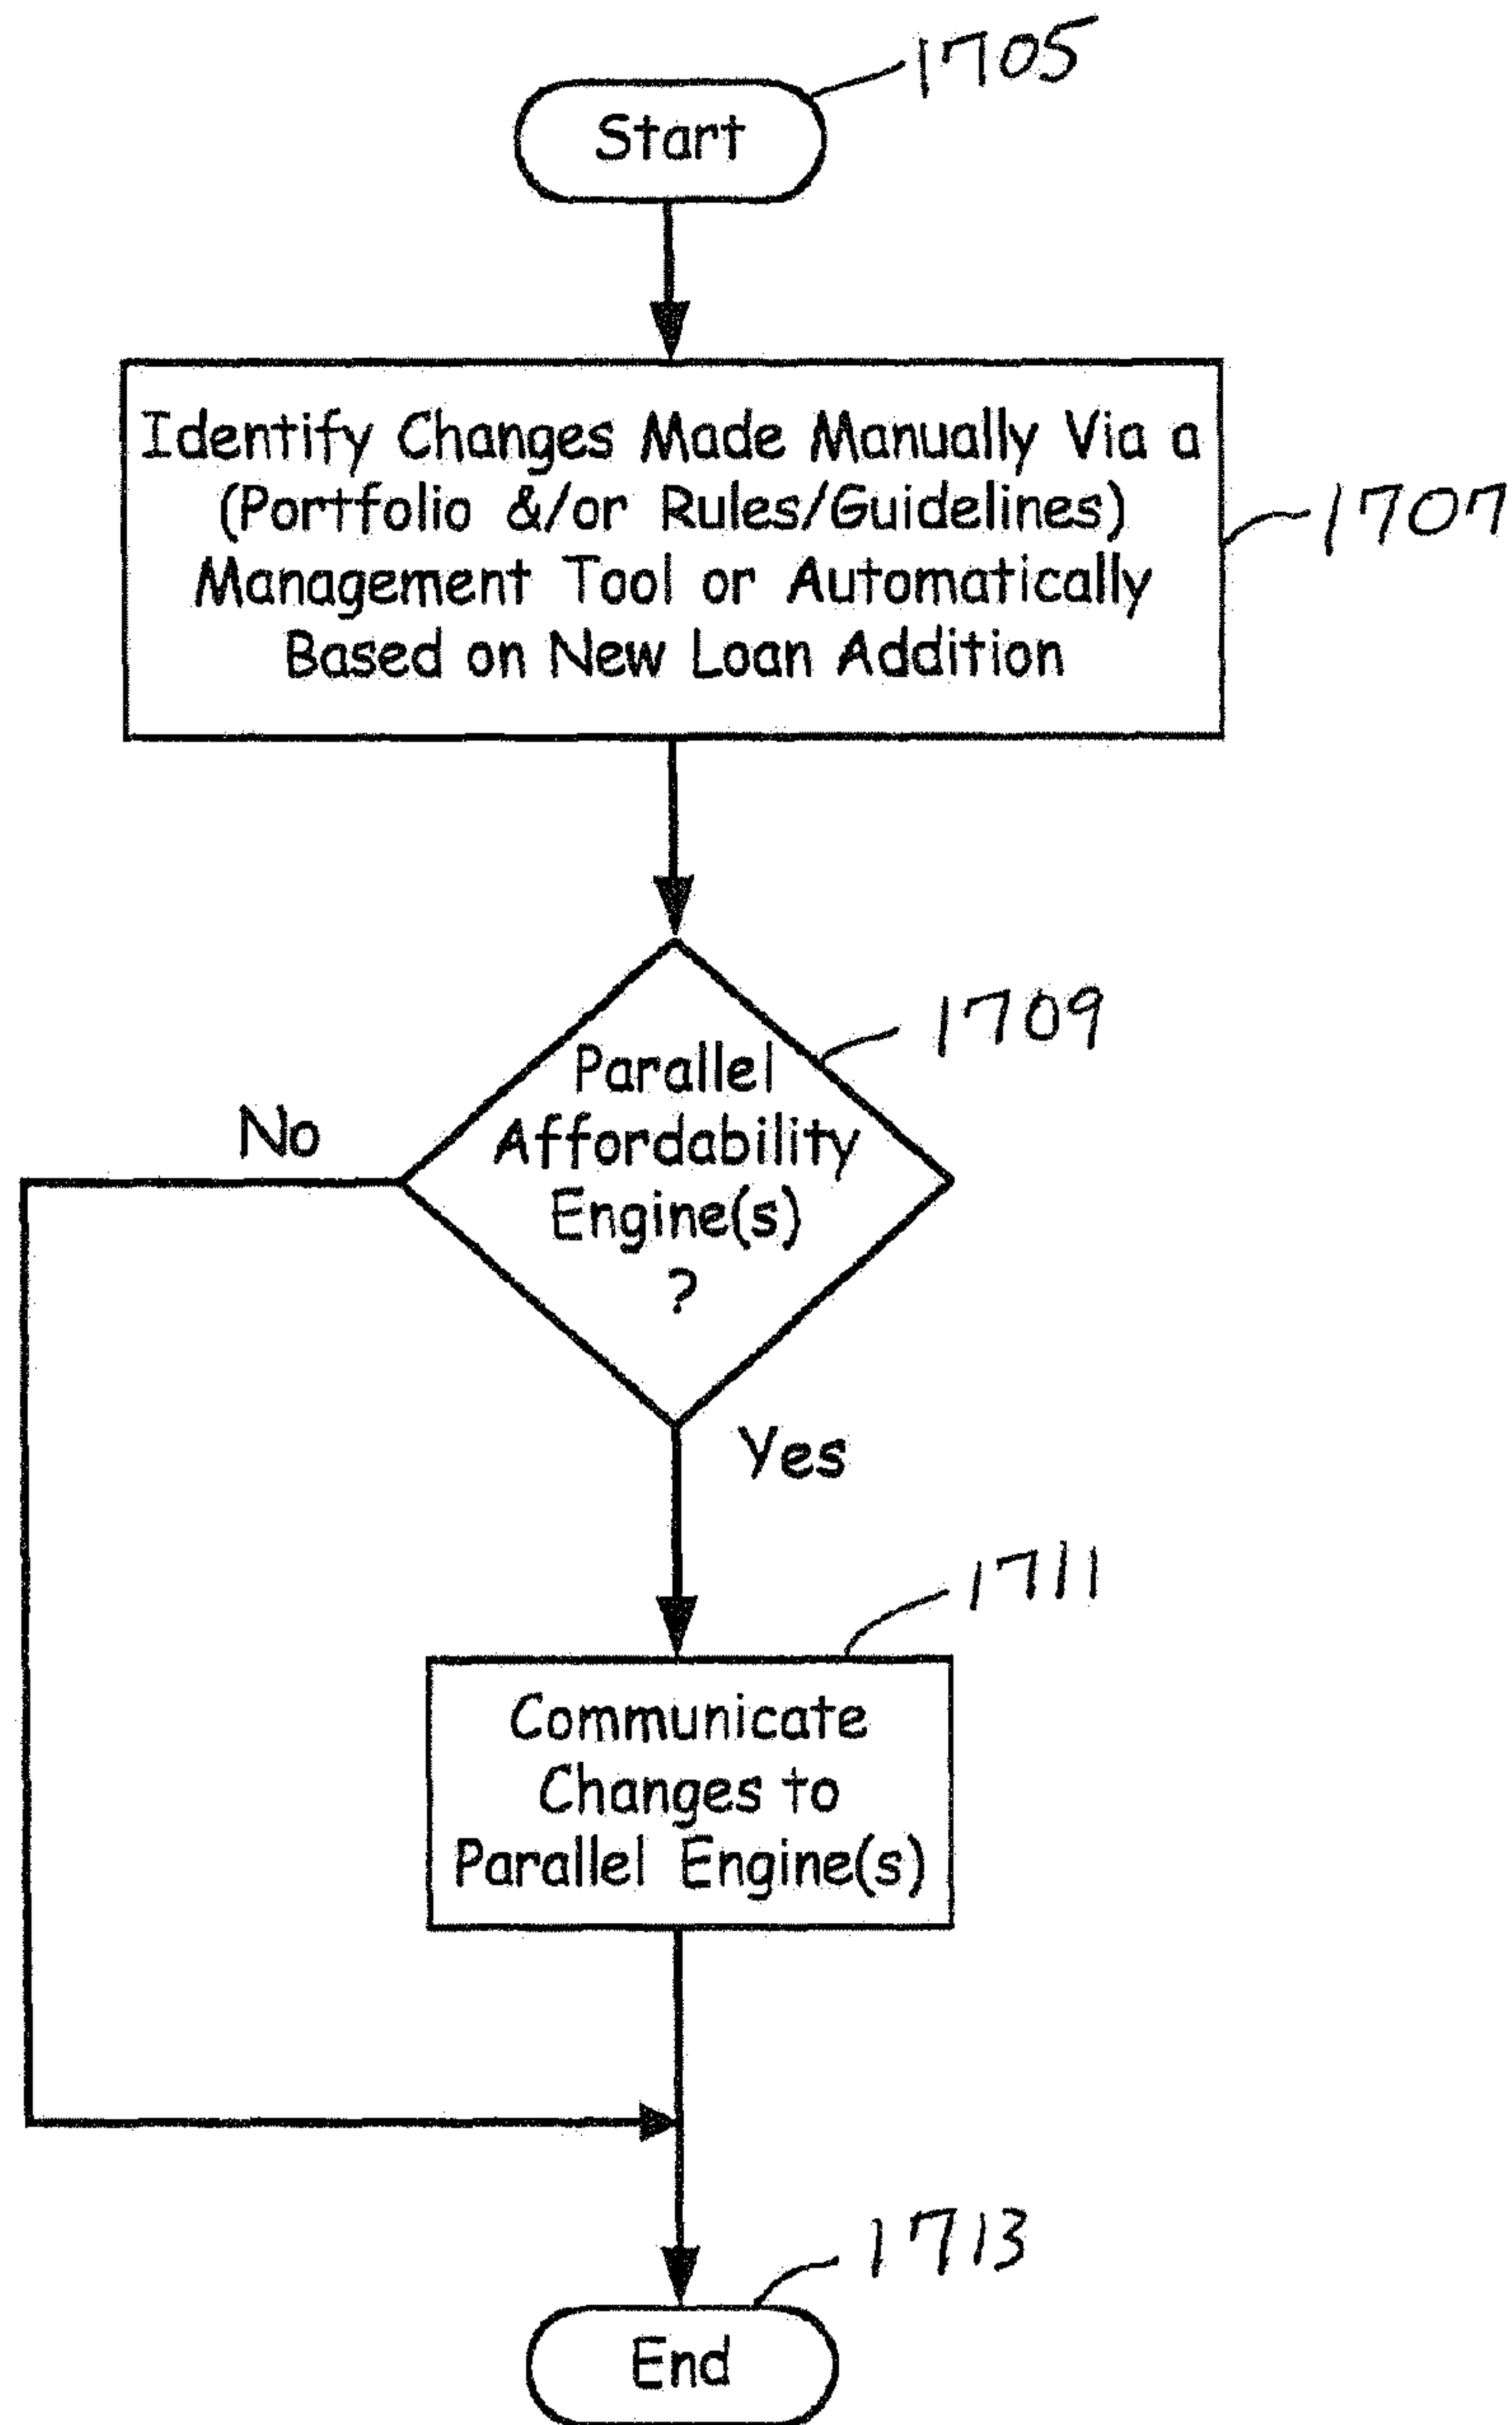 1705
Start
Identify Changes Made Manually Via a
(Portfolio &/or Rules/Guidelines)
Management Tool or Automatically
Based on New Loan Addition
1707
1709
Parallel
Affordability
Engine(s)
?
No
Yes
1711
Communicate
Changes to
Parallel Engine(s)
1713
End